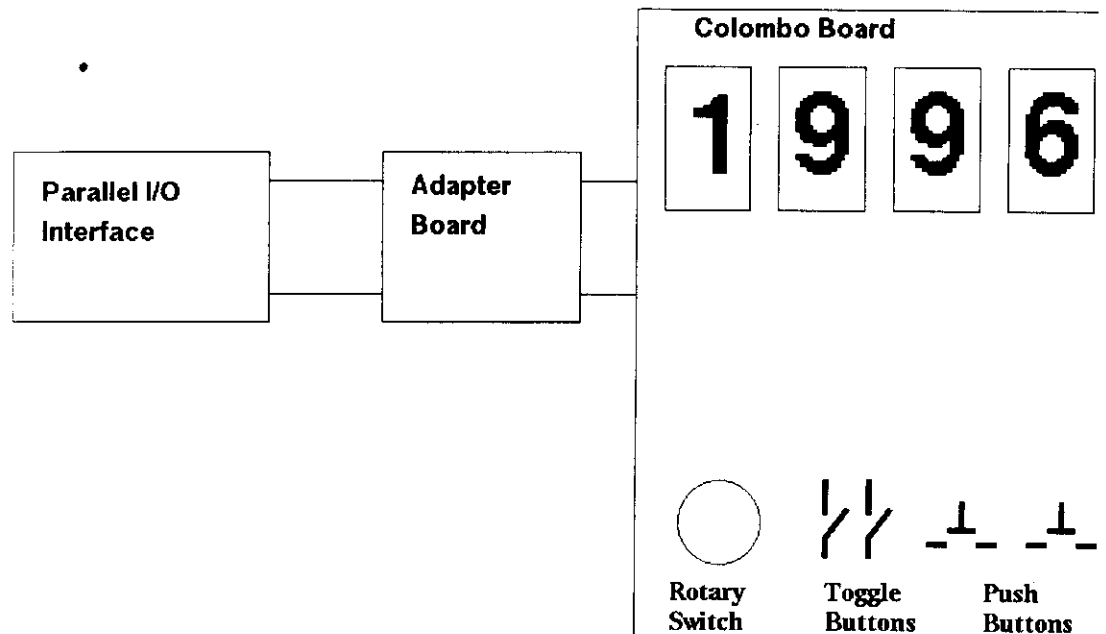 Colombo Board
1 9 9 6
Parallel I/O
Interface
Adapter
Board
Rotary
Switch
Toggle
Buttons
Push
Buttons